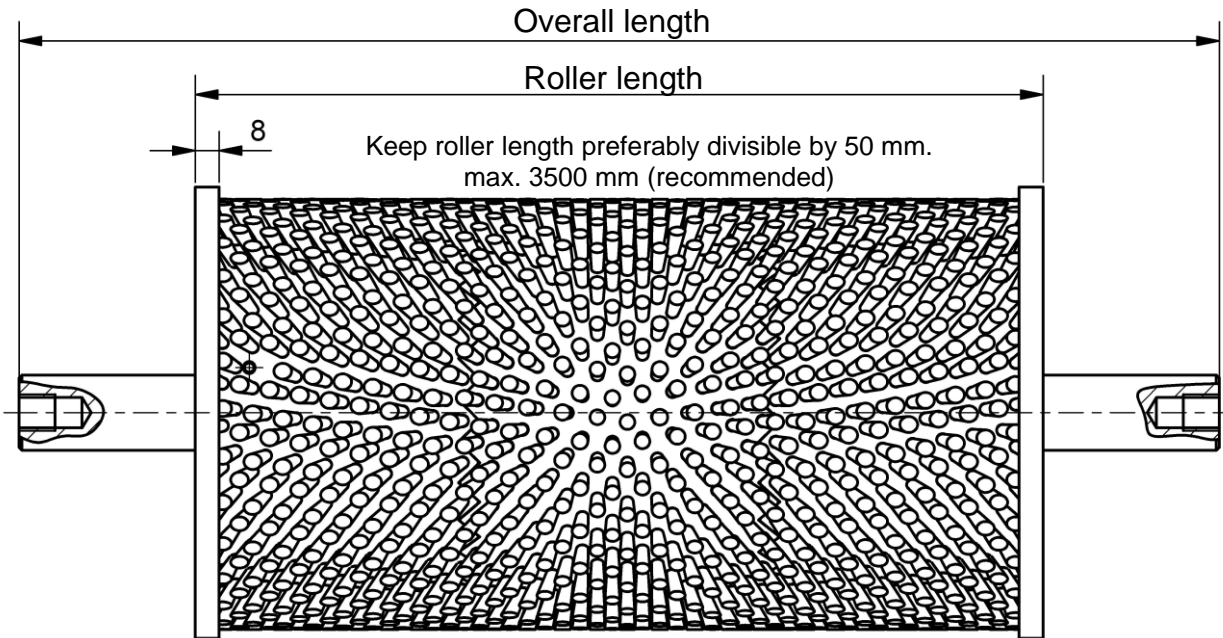 Overall length
Roller length
8
Keep roller length preferably divisible by 50 mm.
max. 3500 mm (recommended)